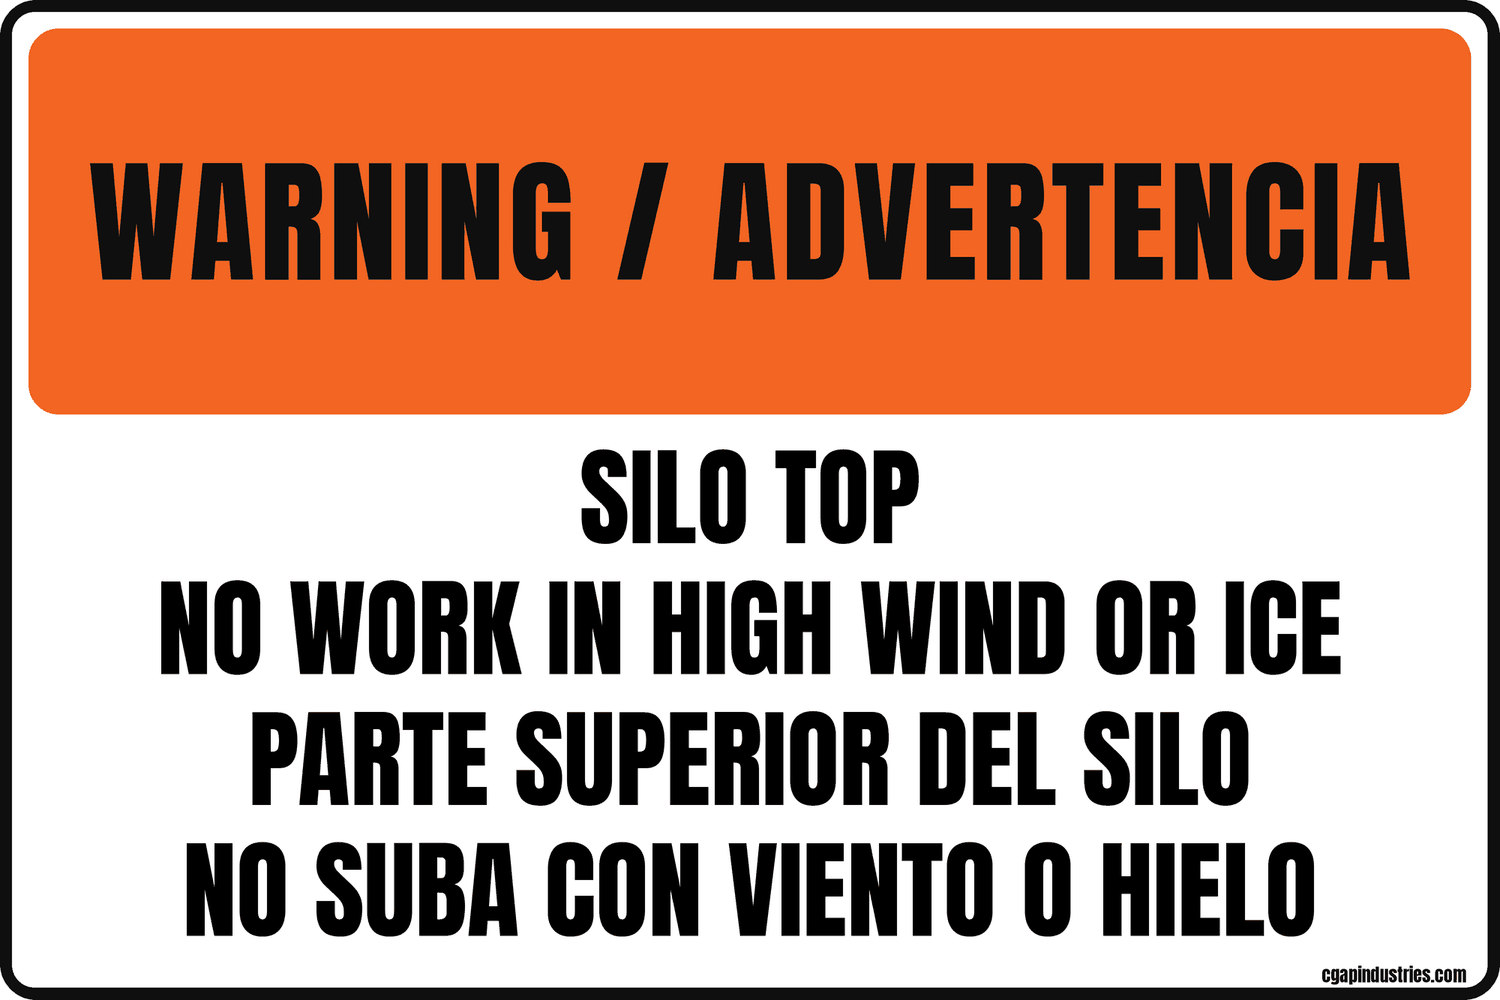 WARNING / ADVERTENCIA
SILO TOP
NO WORK IN HIGH WIND OR ICE
PARTE SUPERIOR DEL SILO
NO SUBA CON VIENTO O HIELO
cgapindustries.com